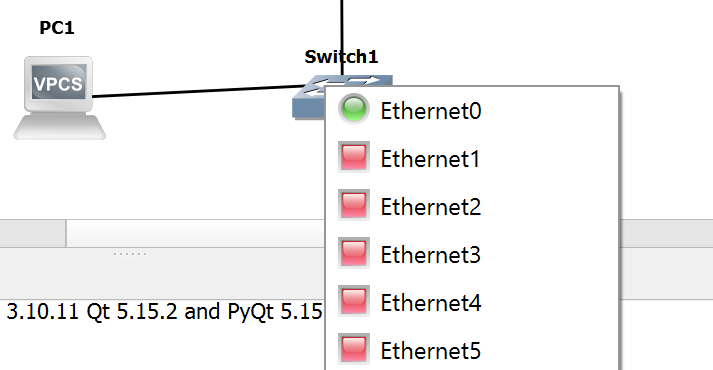 PC1
Switch1
VPCS
Ethernet0
Ethernet1
Ethernet2
Ethernet3
Ethernet4
Ethernet5
3.10.11 Qt 5.15.2 and PyQt 5.15